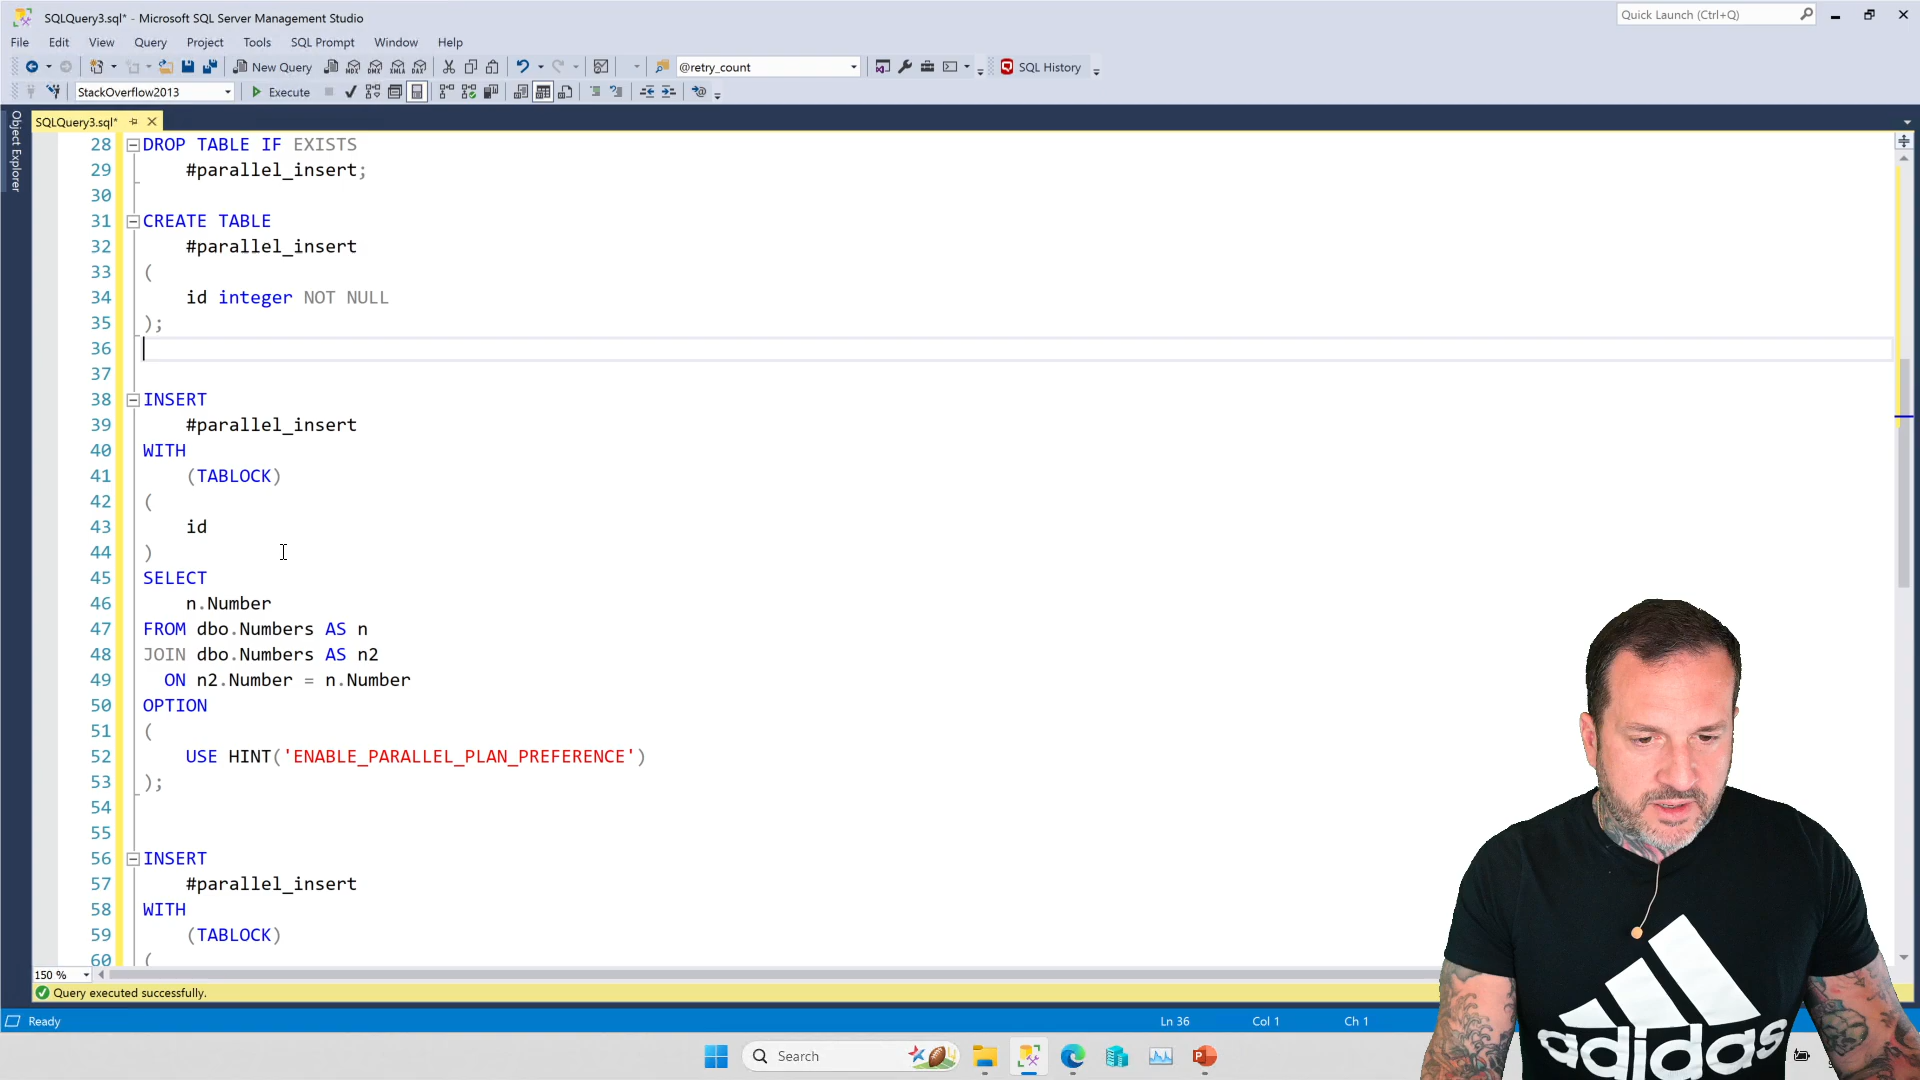 SQLQuery3.sql* - Microsoft SQL Server Management Studio
Quick Launch (Ctrl+Q)
File Edit View Query Project Tools SQL Prompt Window Help
New Query
MDX DMX XMLA DAX
@retry_count
SQL History
StackOverflow2013
Execute
SQLQuery3.sql*
Object Explorer
28 DROP TABLE IF EXISTS
29 #parallel_insert;
30
31 CREATE TABLE
32 #parallel_insert
33 (
34 id integer NOT NULL
35 );
36
37
38 INSERT
39 #parallel_insert
40 WITH
41 (TABLOCK)
42 (
43 id
44 )
45 SELECT
46 n.Number
47 FROM dbo.Numbers AS n
48 JOIN dbo.Numbers AS n2
49 ON n2.Number = n.Number
50 OPTION
51 (
52 USE HINT('ENABLE_PARALLEL_PLAN_PREFERENCE')
53 );
54
55
56 INSERT
57 #parallel_insert
58 WITH
59 (TABLOCK)
60 (
150 %
Query executed successfully.
Ready
Ln 36 Col 1 Ch 1
Search
adidas